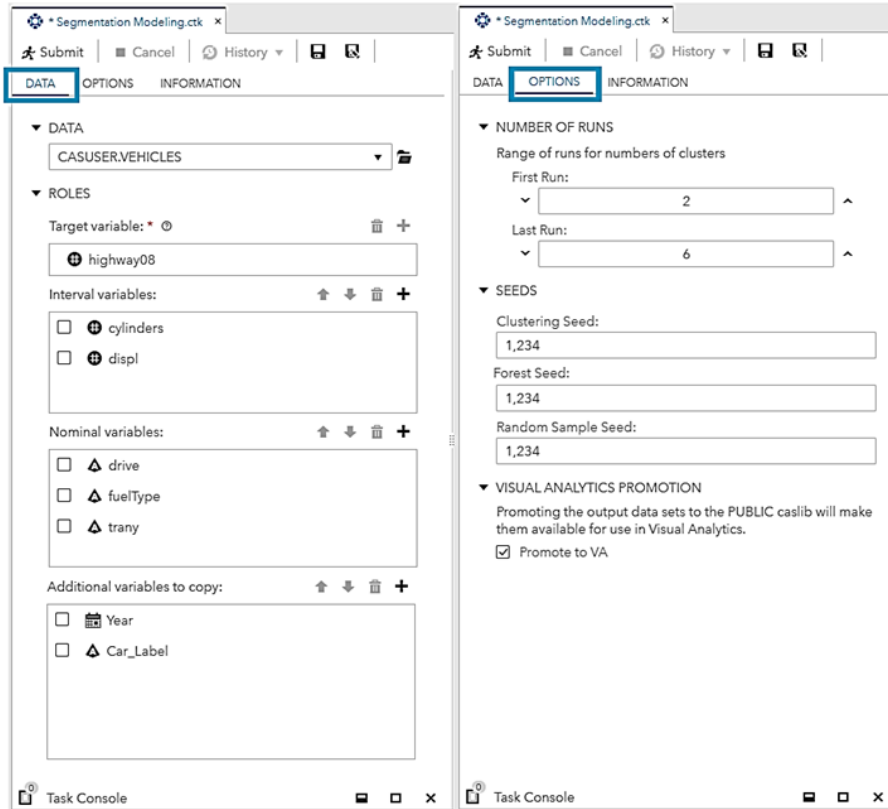 * Segmentation Modeling.ctk ×
Submit Cancel History
DATA OPTIONS INFORMATION
DATA
CASUSER.VEHICLES
ROLES
Target variable: *
highway08
Interval variables:
cylinders
displ
Nominal variables:
drive
fuelType
trany
Additional variables to copy:
Year
Car_Label
0
Task Console
* Segmentation Modeling.ctk ×
Submit Cancel History
DATA OPTIONS INFORMATION
NUMBER OF RUNS
Range of runs for numbers of clusters
First Run:
2
Last Run:
6
SEEDS
Clustering Seed:
1,234
Forest Seed:
1,234
Random Sample Seed:
1,234
VISUAL ANALYTICS PROMOTION
Promoting the output data sets to the PUBLIC caslib will make
them available for use in Visual Analytics.
Promote to VA
0
Task Console